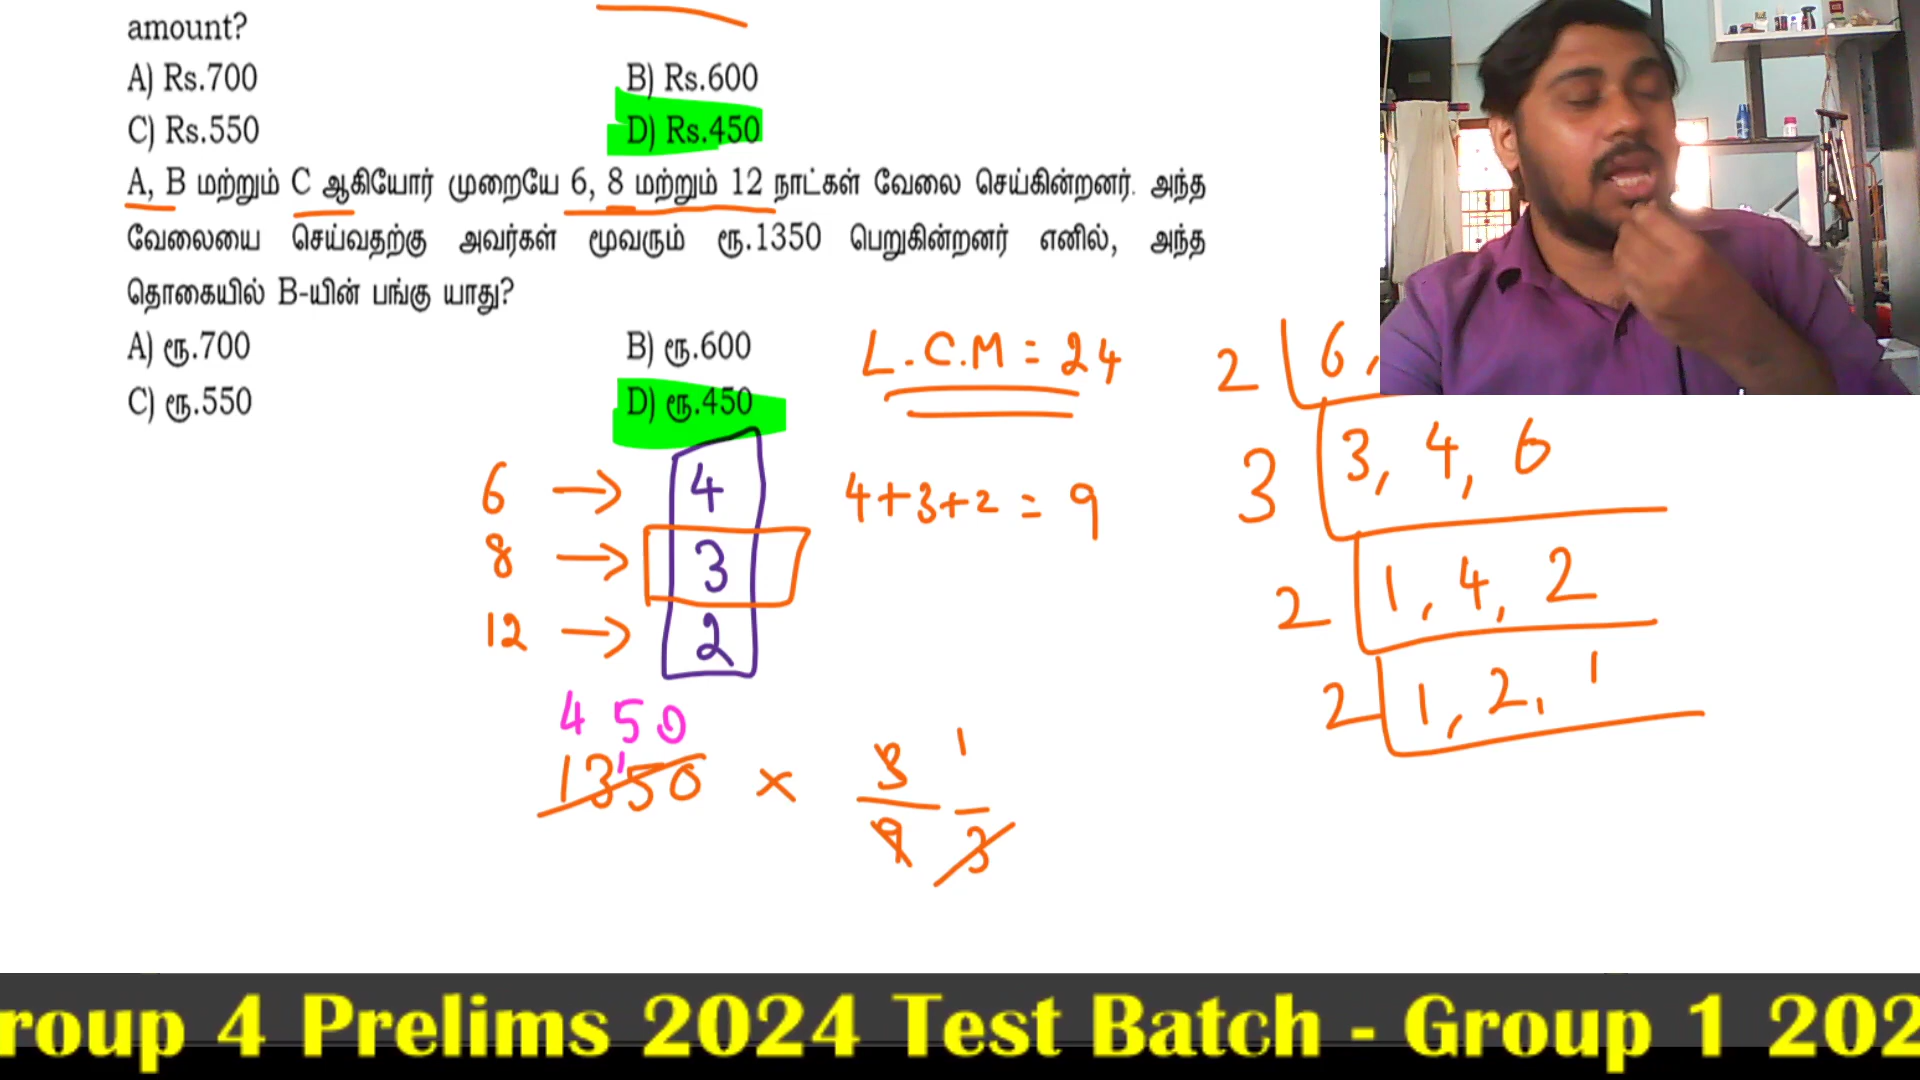 amount?
A) Rs.700 B) Rs.600
C) Rs.550 D) Rs.450
A, B மற்றும் C ஆகியோர் முறையே 6, 8 மற்றும் 12 நாட்கள் வேலை செய்கின்றனர். அந்த
வேலையை செய்வதற்கு அவர்கள் மூவரும் ரூ.1350 பெறுகின்றனர் எனில், அந்த
தொகையில் B-யின் பங்கு யாது?
A) ரூ.700 B) ரூ.600
C) ரூ.550 D) ரூ.450
L.C.M = 24
6 → 4
8 → 3
12 → 2
4+3+2 = 9
2 | 6,
3 | 3, 4, 6
2 | 1, 4, 2
2 | 1, 2, 1
450
1350 × 3/9 1/3
roup 4 Prelims 2024 Test Batch - Group 1 202